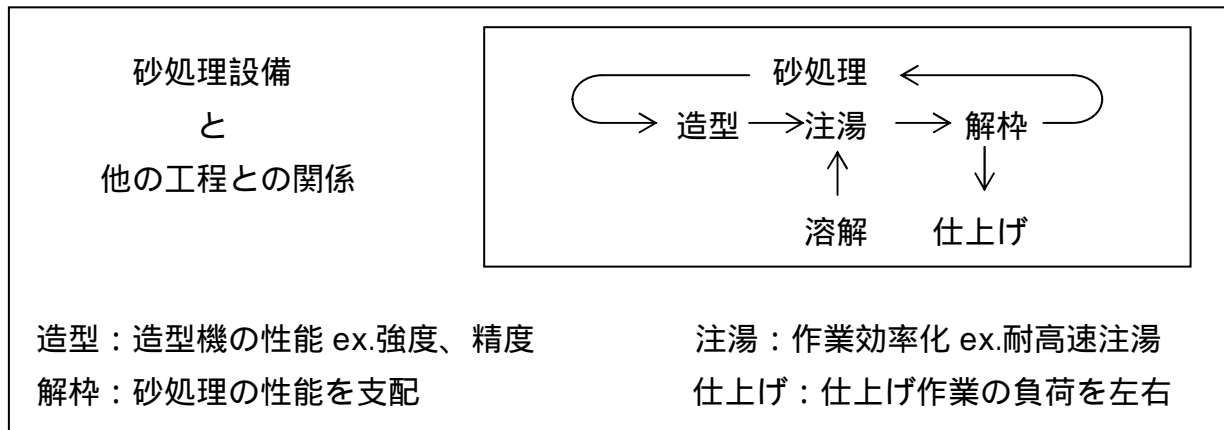 砂処理設備
と
他の工程との関係
砂処理
造型 注湯 解枠
溶解 仕上げ
造型：造型機の性能 ex.強度、精度 注湯：作業効率化 ex.耐高速注湯
解枠：砂処理の性能を支配 仕上げ：仕上げ作業の負荷を左右